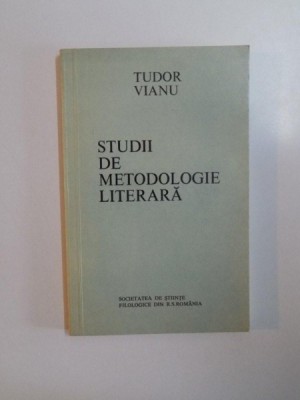 TUDOR
VIANU
STUDII
DE
METODOLOGIE
LITERARĂ
SOCIETATEA DE ȘTIINȚE
FILOLOGICE DIN R.S.ROMÂNIA